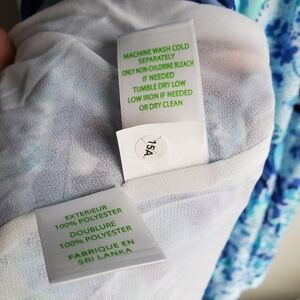 MACHINE WASH COLD
SEPARATELY
ONLY NON-CHLORINE BLEACH
IF NEEDED
TUMBLE DRY LOW
LOW IRON IF NEEDED
OR DRY CLEAN
15A
EXTERIEUR
100% POLYESTER
DOUBLURE
100% POLYESTER
FABRIQUE EN
SRI LANKA